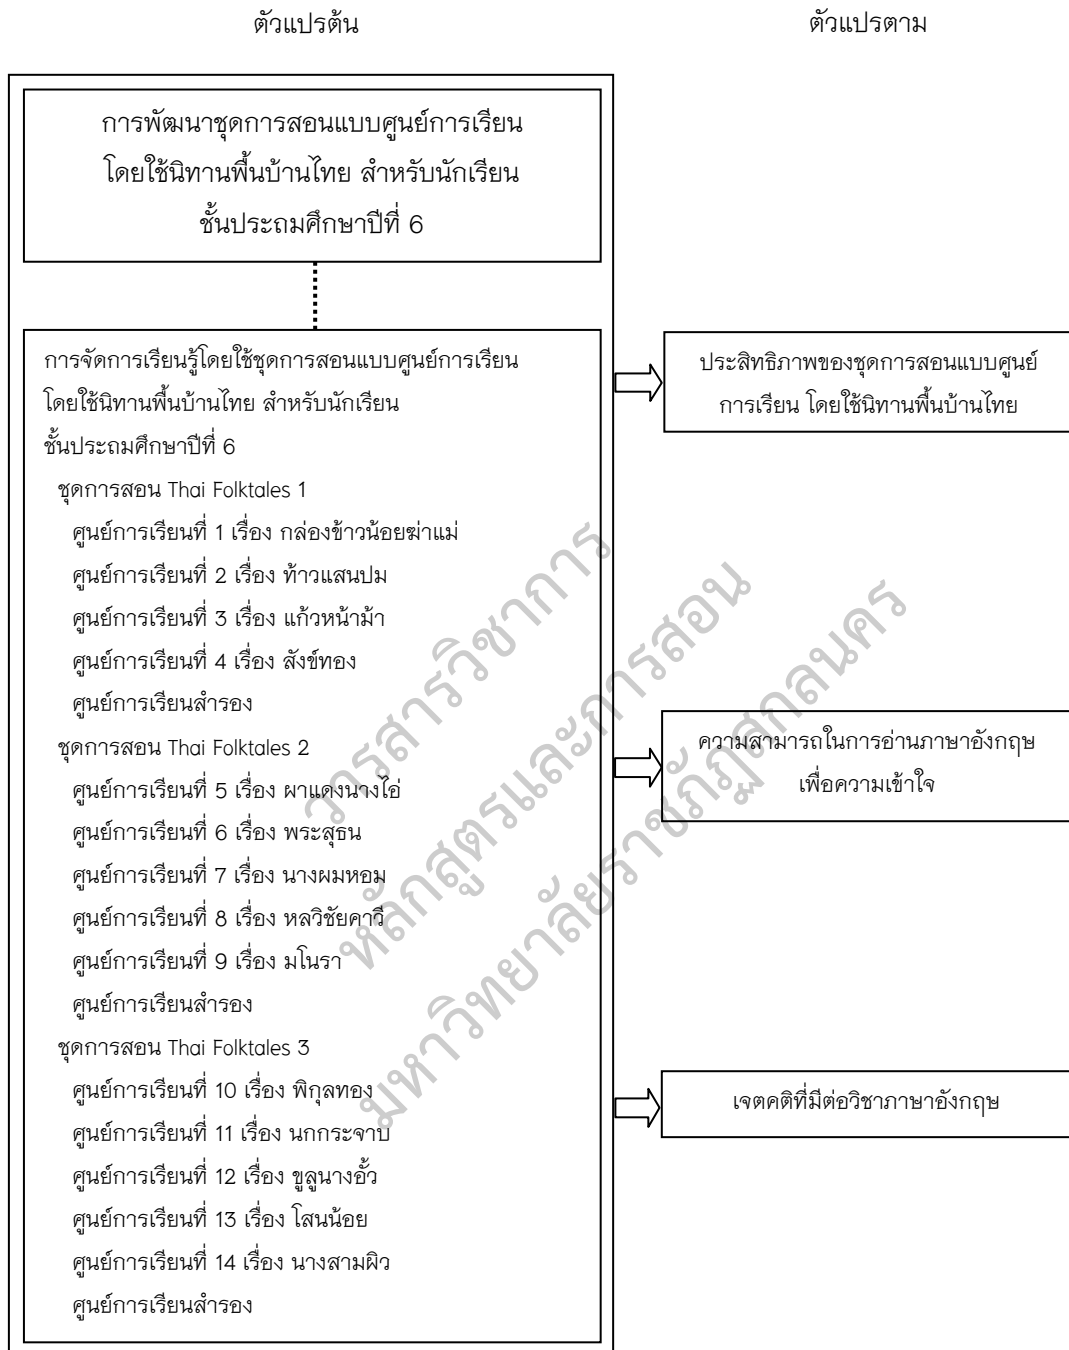 ตัวแปรต้น
ตัวแปรตาม
การพัฒนาชุดการสอนแบบศูนย์การเรียน
โดยใช้นิทานพื้นบ้านไทย สำหรับนักเรียน
ชั้นประถมศึกษาปีที่ 6
การจัดการเรียนรู้โดยใช้ชุดการสอนแบบศูนย์การเรียน
โดยใช้นิทานพื้นบ้านไทย สำหรับนักเรียน
ชั้นประถมศึกษาปีที่ 6
ชุดการสอน Thai Folktales 1
ศูนย์การเรียนที่ 1 เรื่อง กล่องข้าวน้อยฆ่าแม่
ศูนย์การเรียนที่ 2 เรื่อง ท้าวแสนปม
ศูนย์การเรียนที่ 3 เรื่อง แก้วหน้าม้า
ศูนย์การเรียนที่ 4 เรื่อง สังข์ทอง
ศูนย์การเรียนสำรอง
ชุดการสอน Thai Folktales 2
ศูนย์การเรียนที่ 5 เรื่อง ผาแดงนางไอ่
ศูนย์การเรียนที่ 6 เรื่อง พระสุธน
ศูนย์การเรียนที่ 7 เรื่อง นางผมหอม
ศูนย์การเรียนที่ 8 เรื่อง หลวิชัยคาวี
ศูนย์การเรียนที่ 9 เรื่อง มโนรา
ศูนย์การเรียนสำรอง
ชุดการสอน Thai Folktales 3
ศูนย์การเรียนที่ 10 เรื่อง พิกุลทอง
ศูนย์การเรียนที่ 11 เรื่อง นกกระจาบ
ศูนย์การเรียนที่ 12 เรื่อง ขูลูนางอั้ว
ศูนย์การเรียนที่ 13 เรื่อง โสนน้อย
ศูนย์การเรียนที่ 14 เรื่อง นางสามผิว
ศูนย์การเรียนสำรอง
ประสิทธิภาพของชุดการสอนแบบศูนย์
การเรียน โดยใช้นิทานพื้นบ้านไทย
ความสามารถในการอ่านภาษาอังกฤษ
เพื่อความเข้าใจ
เจตคติที่มีต่อวิชาภาษาอังกฤษ
วารสารวิชาการ
หลักสูตรและการสอน
มหาวิทยาลัยราชภัฏสกลนคร